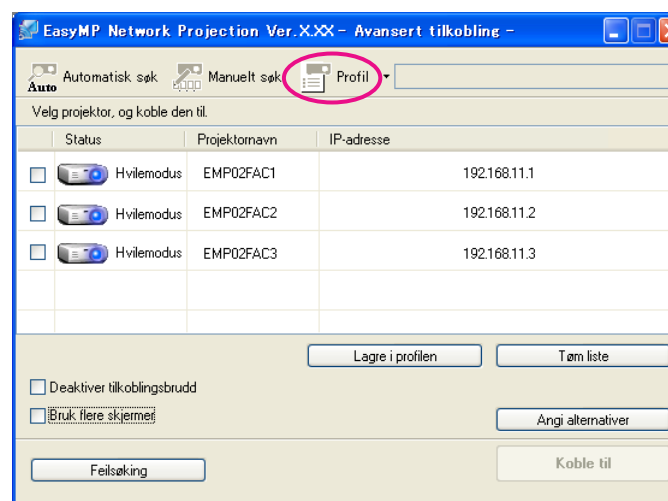 EasyMP Network Projection Ver.X.XX – Avansert tilkobling –
Auto Automatisk søk Manuelt søk Profil
Velg projektor, og koble den til.
Status Projektornavn IP-adresse
Hvilemodus EMP02FAC1 192.168.11.1
Hvilemodus EMP02FAC2 192.168.11.2
Hvilemodus EMP02FAC3 192.168.11.3
Lagre i profilen Tøm liste
Deaktiver tilkoblingsbrudd
Bruk flere skjermer
Angi alternativer
Feilsøking Koble til